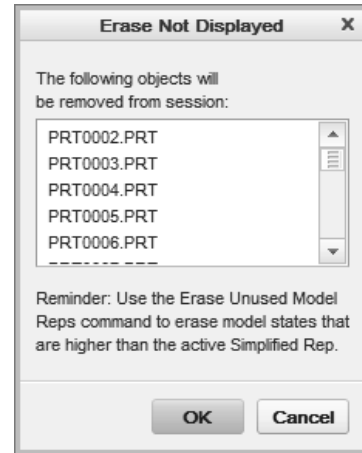 Erase Not Displayed X
The following objects will
be removed from session:
PRT0002.PRT
PRT0003.PRT
PRT0004.PRT
PRT0005.PRT
PRT0006.PRT
Reminder: Use the Erase Unused Model
Reps command to erase model states that
are higher than the active Simplified Rep.
OK Cancel